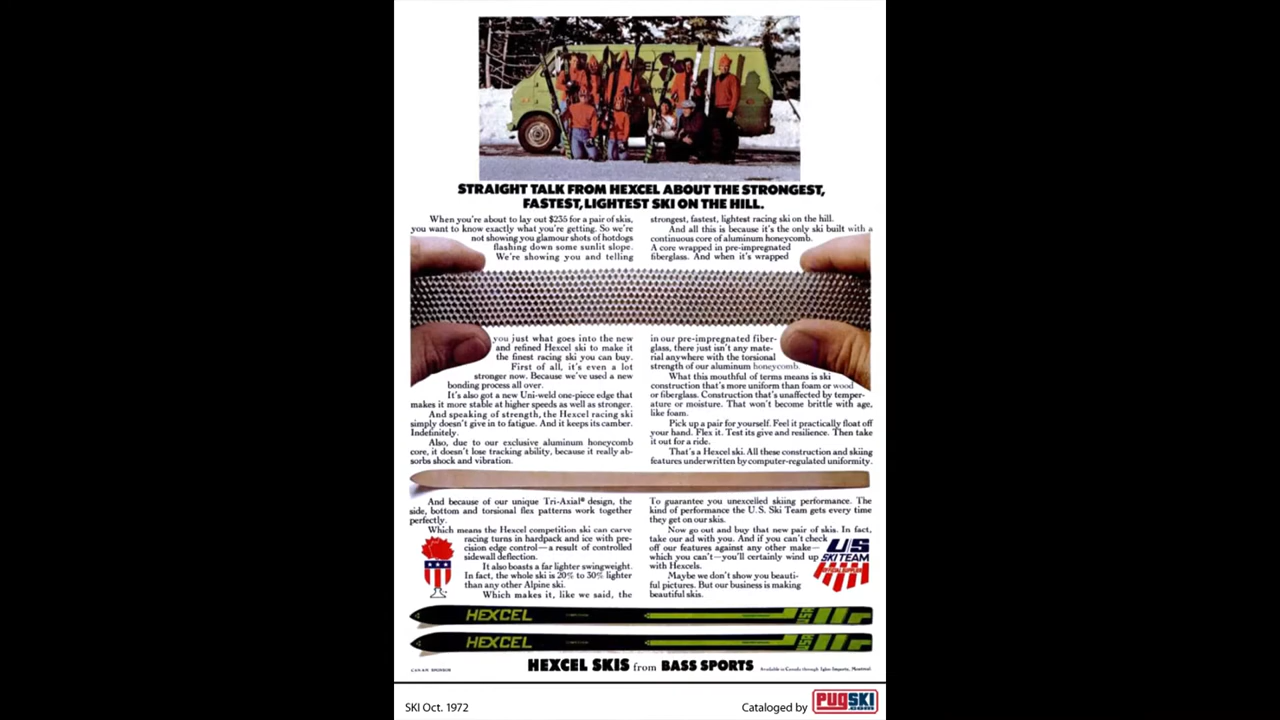 STRAIGHT TALK FROM HEXCEL ABOUT THE STRONGEST,
FASTEST, LIGHTEST SKI ON THE HILL.
When you're about to lay out $235 for a pair of skis,
you want to know exactly what you're getting. So we're
not showing you glamour shots of hotdogs
flashing down some sunlit slope.
We're showing you and telling
you just what goes into the new
and refined Hexcel ski to make it
the finest racing ski you can buy.
First of all, it's even a lot
stronger now. Because we've used a new
bonding process all over.
It's also got a new Uni-weld one-piece edge that
makes it more stable at higher speeds as well as stronger.
And speaking of strength, the Hexcel racing ski
simply doesn't give in to fatigue. And it keeps its camber.
Indefinitely.
Also, due to our exclusive aluminum honeycomb
core, it doesn't lose tracking ability, because it really ab-
sorbs shock and vibration.
And because of our unique Tri-Axial® design, the
side, bottom and torsional flex patterns work together
perfectly.
Which means the Hexcel competition ski can carve
racing turns in hardpack and ice with pre-
cision edge control—a result of controlled
sidewall deflection.
It also boasts a far lighter swingweight.
In fact, the whole ski is 20% to 30% lighter
than any other Alpine ski.
Which makes it, like we said, the
strongest, fastest, lightest racing ski on the hill.
And all this is because it's the only ski built with a
continuous core of aluminum honeycomb.
A core wrapped in pre-impregnated
fiberglass. And when it's wrapped
in our pre-impregnated fiber-
glass, there just isn't any mate-
rial anywhere with the torsional
strength of our aluminum honeycomb.
What this mouthful of terms means is ski
construction that's more uniform than foam or wood
or fiberglass. Construction that's unaffected by temper-
ature or moisture. That won't become brittle with age,
like foam.
Pick up a pair for yourself. Feel it practically float off
your hand. Flex it. Test its give and resilience. Then take
it out for a ride.
That's a Hexcel ski. All these construction and skiing
features underwritten by computer-regulated uniformity.
To guarantee you unexcelled skiing performance. The
kind of performance the U.S. Ski Team gets every time
they get on our skis.
Now go out and buy that new pair of skis. In fact,
take our ad with you. And if you can't check
off our features against any other make—
which you can't—you'll certainly wind up
with Hexcels.
Maybe we don't show you beauti-
ful pictures. But our business is making
beautiful skis.
US
SKI TEAM
OFFICIAL SUPPLIER
HEXCEL
USA
HEXCEL
USA
HEXCEL SKIS from BASS SPORTS
CAN-AM SPONSOR
Available in Canada through Igloo Imports, Montreal.
SKI Oct. 1972
Cataloged by
PUGSKI
.com